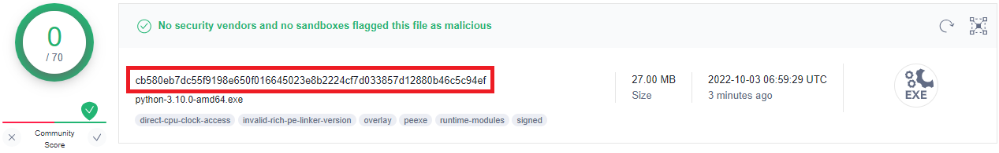 0
/ 70
Community
Score
No security vendors and no sandboxes flagged this file as malicious
cb580eb7dc55f9198e650f016645023e8b2224cf7d033857d12880b46c5c94ef
python-3.10.0-amd64.exe
direct-cpu-clock-access invalid-rich-pe-linker-version overlay peexe runtime-modules signed
27.00 MB
Size
2022-10-03 06:59:29 UTC
3 minutes ago
EXE